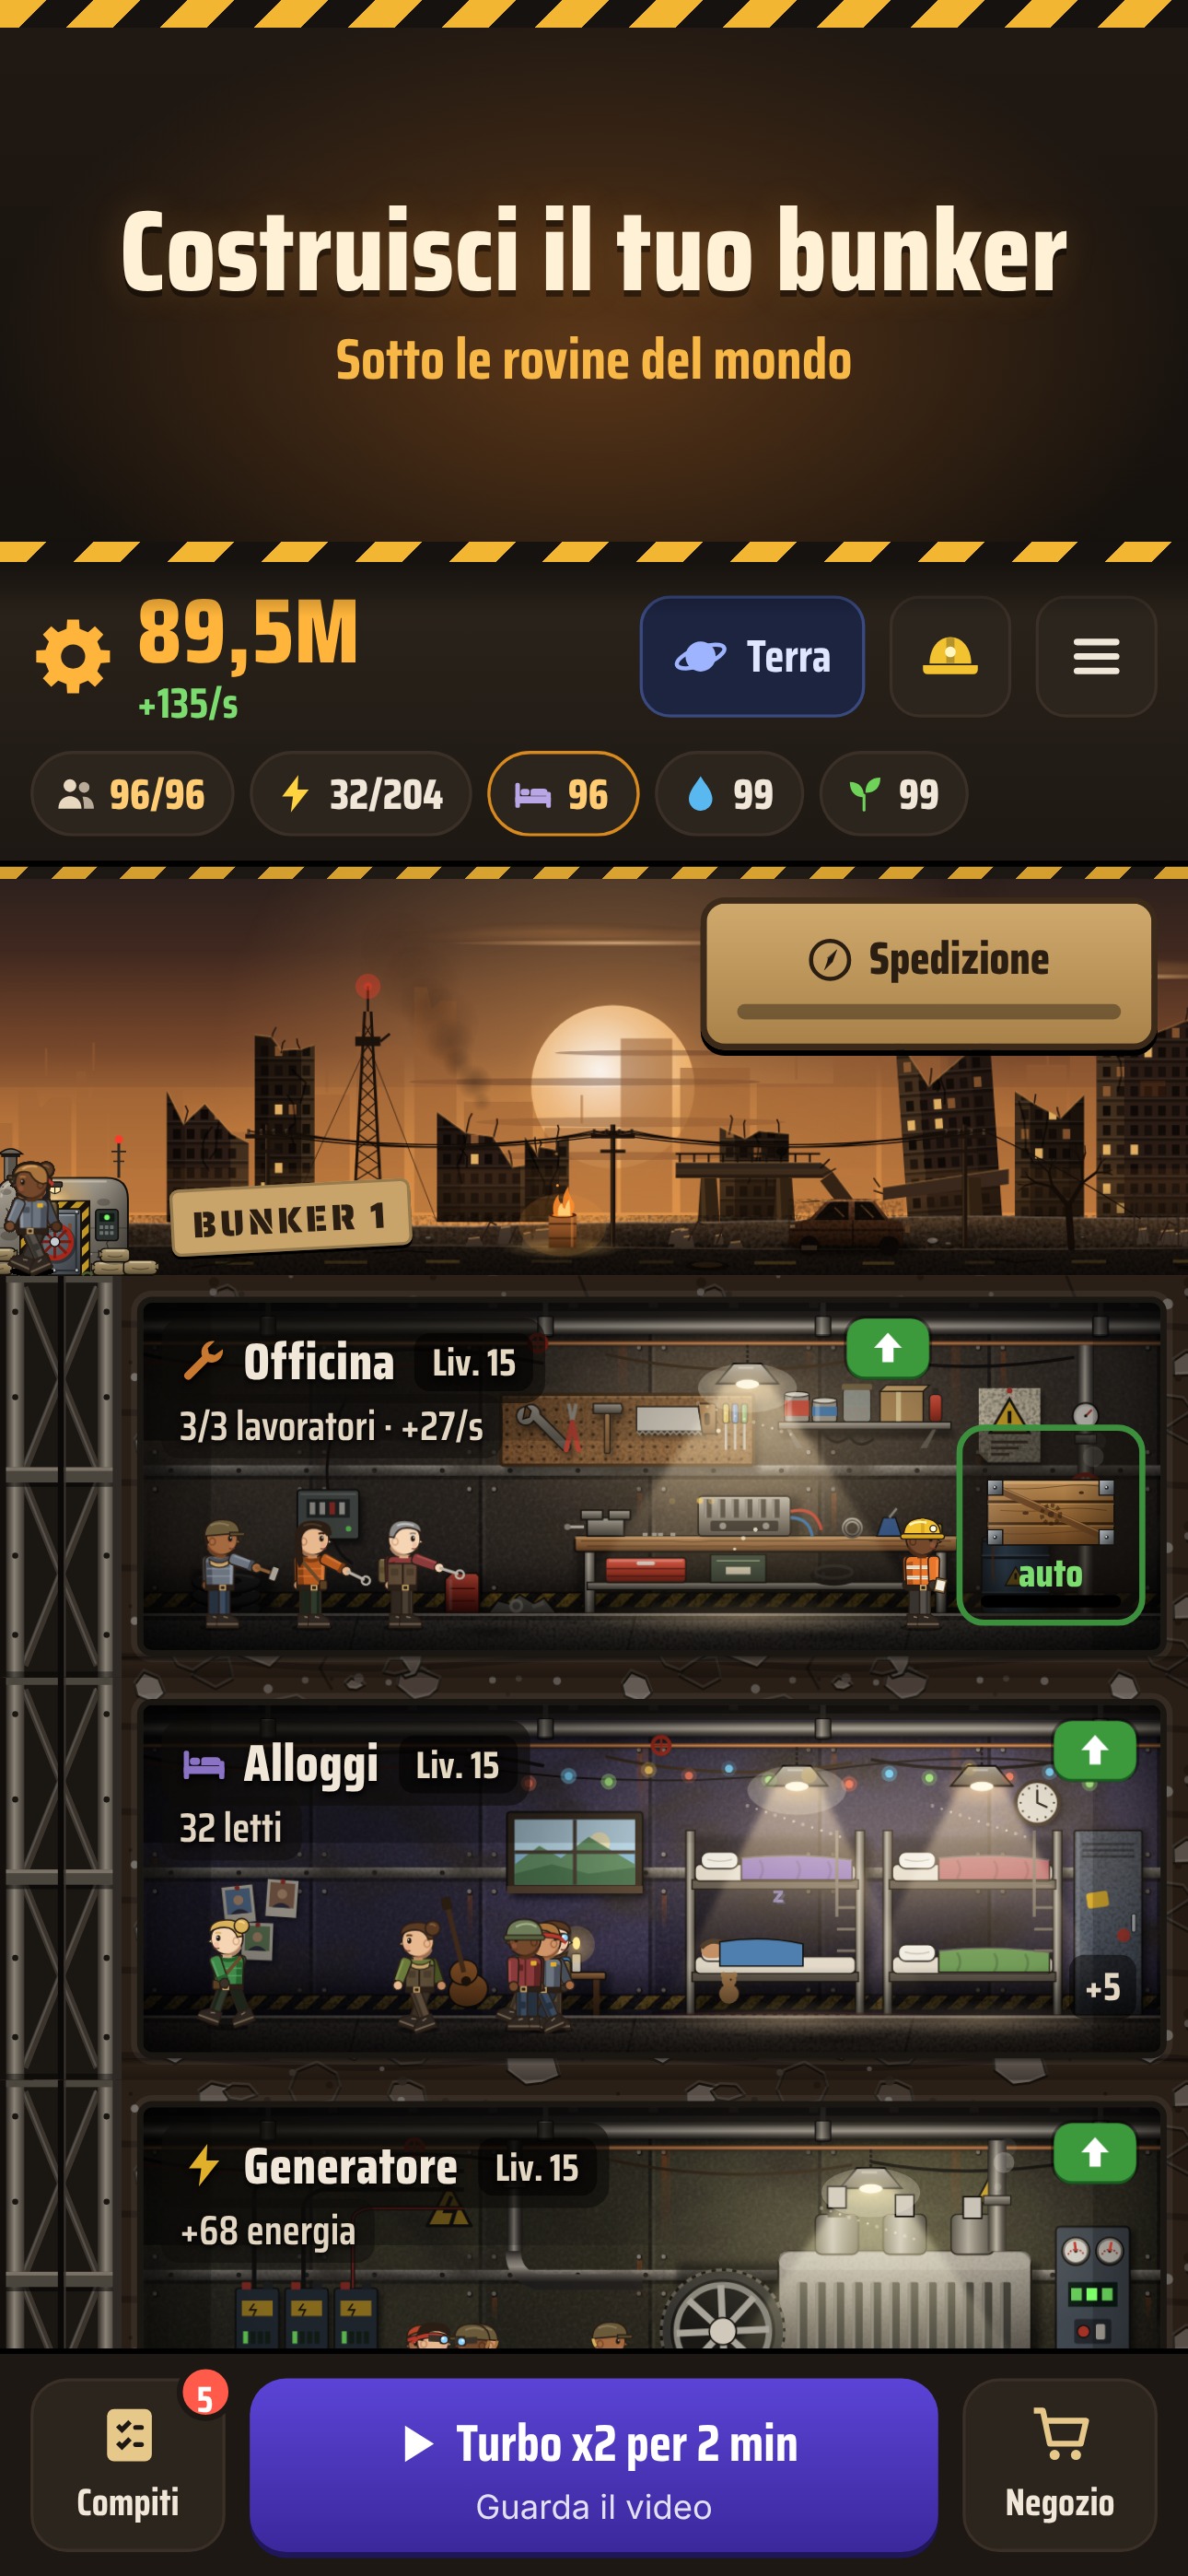 Costruisci il tuo bunker
Sotto le rovine del mondo
89,5M
+135/s
Terra
96/96
32/204
96
99
99
Spedizione
BUNKER 1
Officina Liv. 15
3/3 lavoratori · +27/s
auto
Alloggi Liv. 15
32 letti
z
+5
Generatore Liv. 15
+68 energia
5
Compiti
Turbo x2 per 2 min
Guarda il video
Negozio